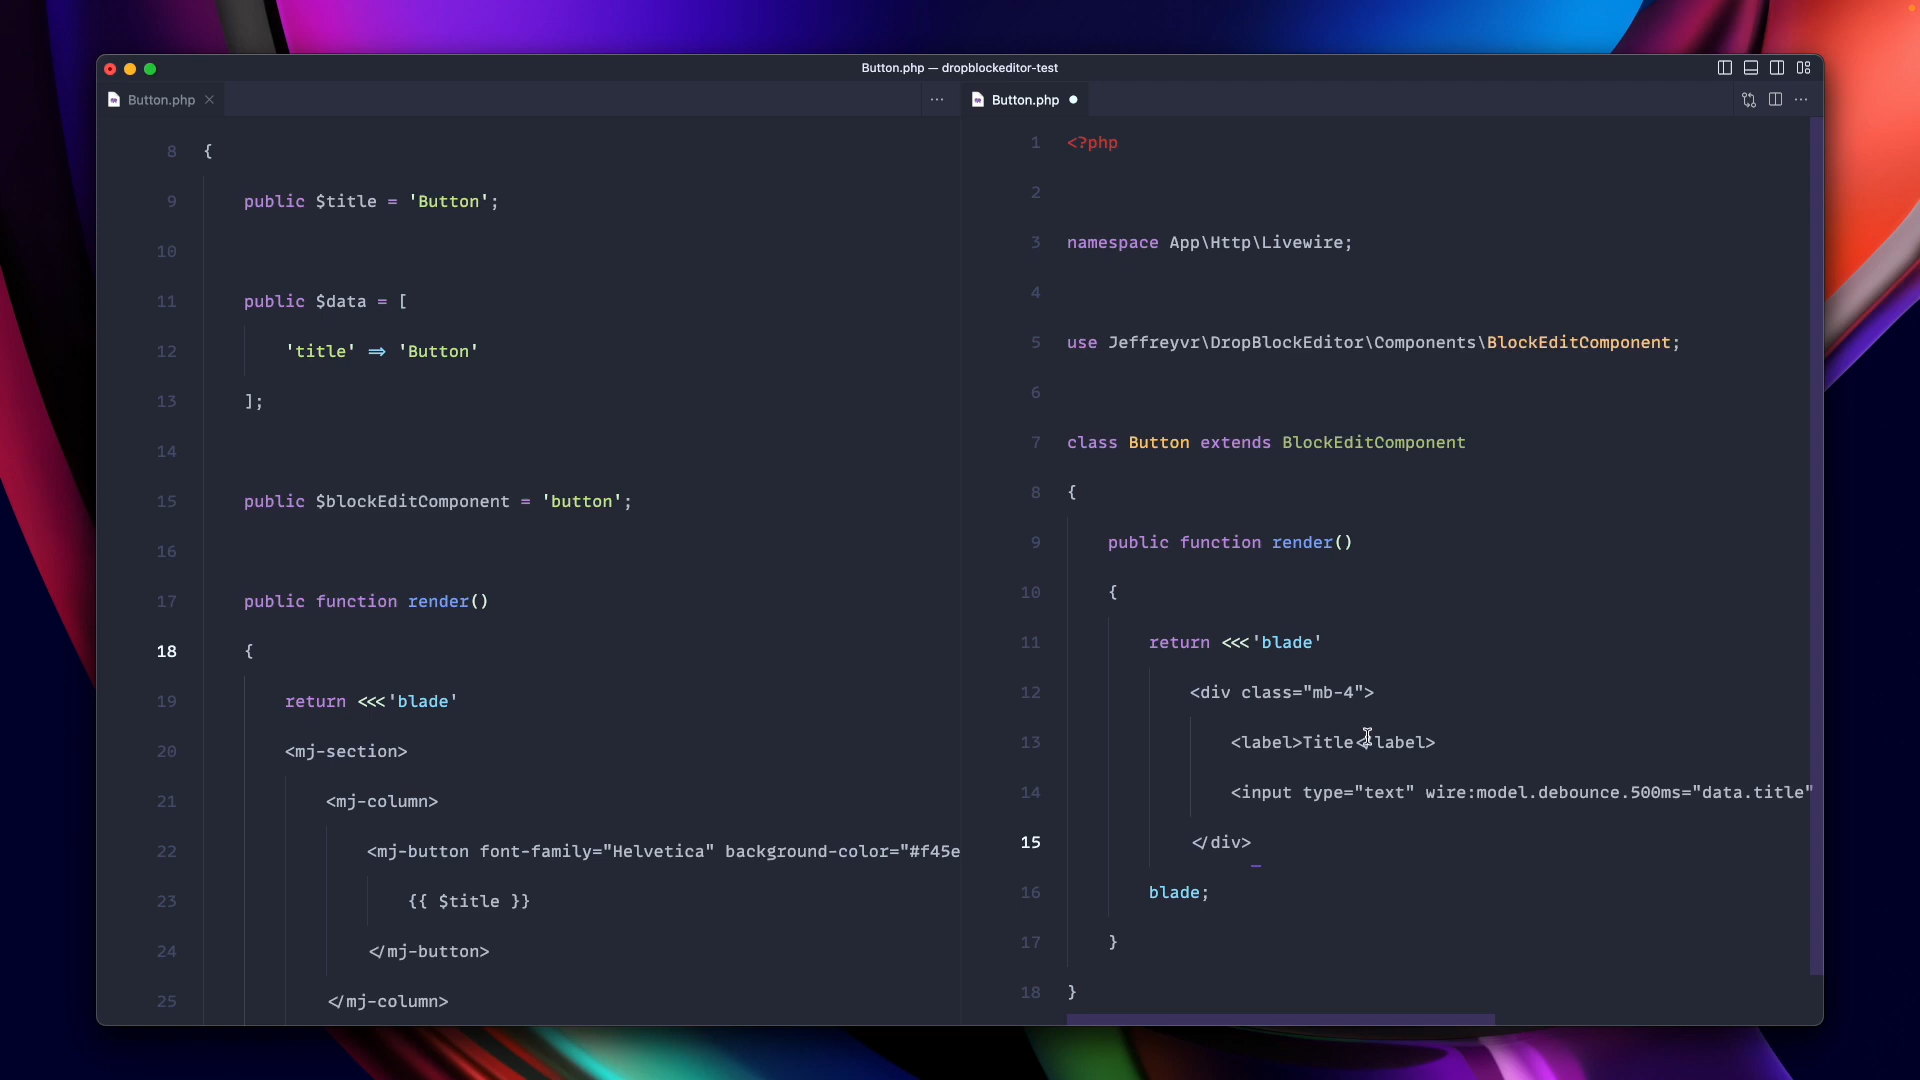 Button.php — dropblockeditor-test
Button.php
8 {
9 public $title = 'Button';
10
11 public $data = [
12 'title' => 'Button'
13 ];
14
15 public $blockEditComponent = 'button';
16
17 public function render()
18 {
19 return <<<'blade'
20 <mj-section>
21 <mj-column>
22 <mj-button font-family="Helvetica" background-color="#f45e
23 {{ $title }}
24 </mj-button>
25 </mj-column>
Button.php
1 <?php
2
3 namespace App\Http\Livewire;
4
5 use Jeffreyvr\DropBlockEditor\Components\BlockEditComponent;
6
7 class Button extends BlockEditComponent
8 {
9 public function render()
10 {
11 return <<<'blade'
12 <div class="mb-4">
13 <label>Title</label>
14 <input type="text" wire:model.debounce.500ms="data.title"
15 </div>
16 blade;
17 }
18 }